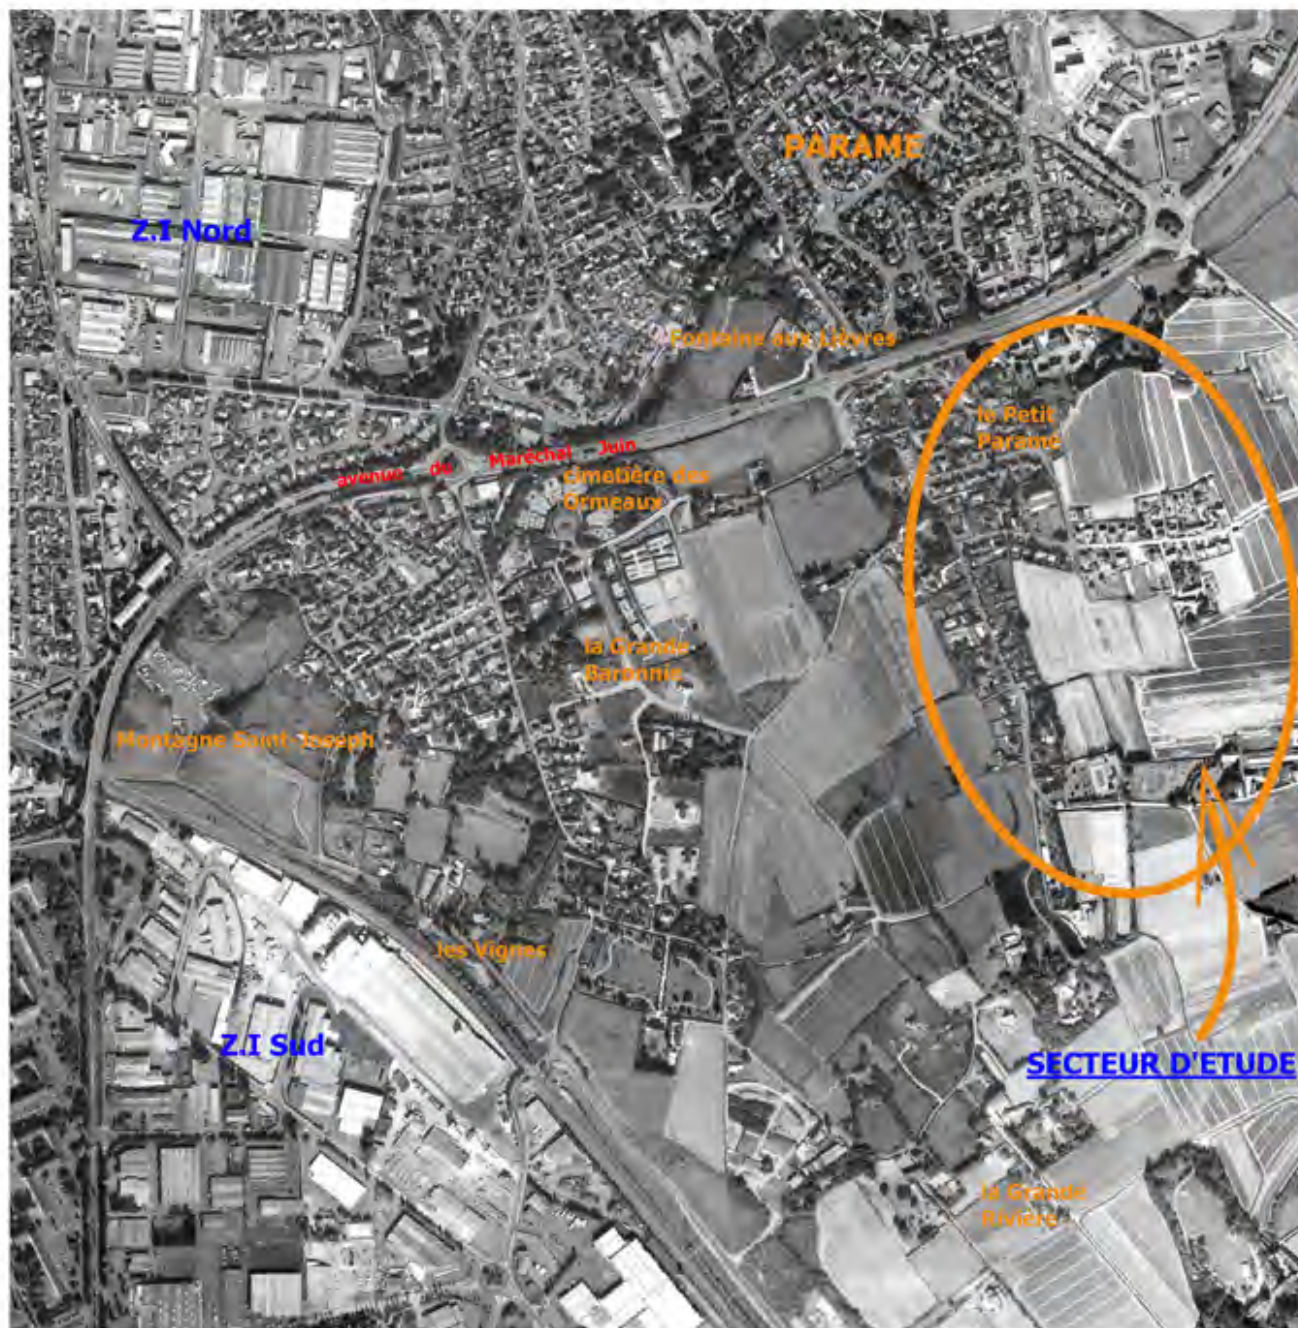 PARAME
Z.I Nord
Fontaine aux Lièvres
le Petit
Paramé
avenue du Maréchal Juin
cimetière des
Ormeaux
la Grande
Baronnie
Montagne Saint-Joseph
les Vignes
Z.I Sud
SECTEUR D'ETUDE
la Grande
Rivière